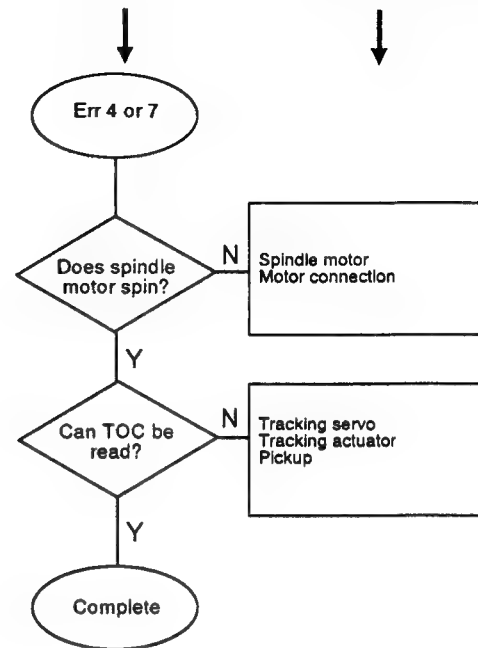 Err 4 or 7
Does spindle
motor spin?
N
Spindle motor
Motor connection
Y
Can TOC be
read?
N
Tracking servo
Tracking actuator
Pickup
Y
Complete